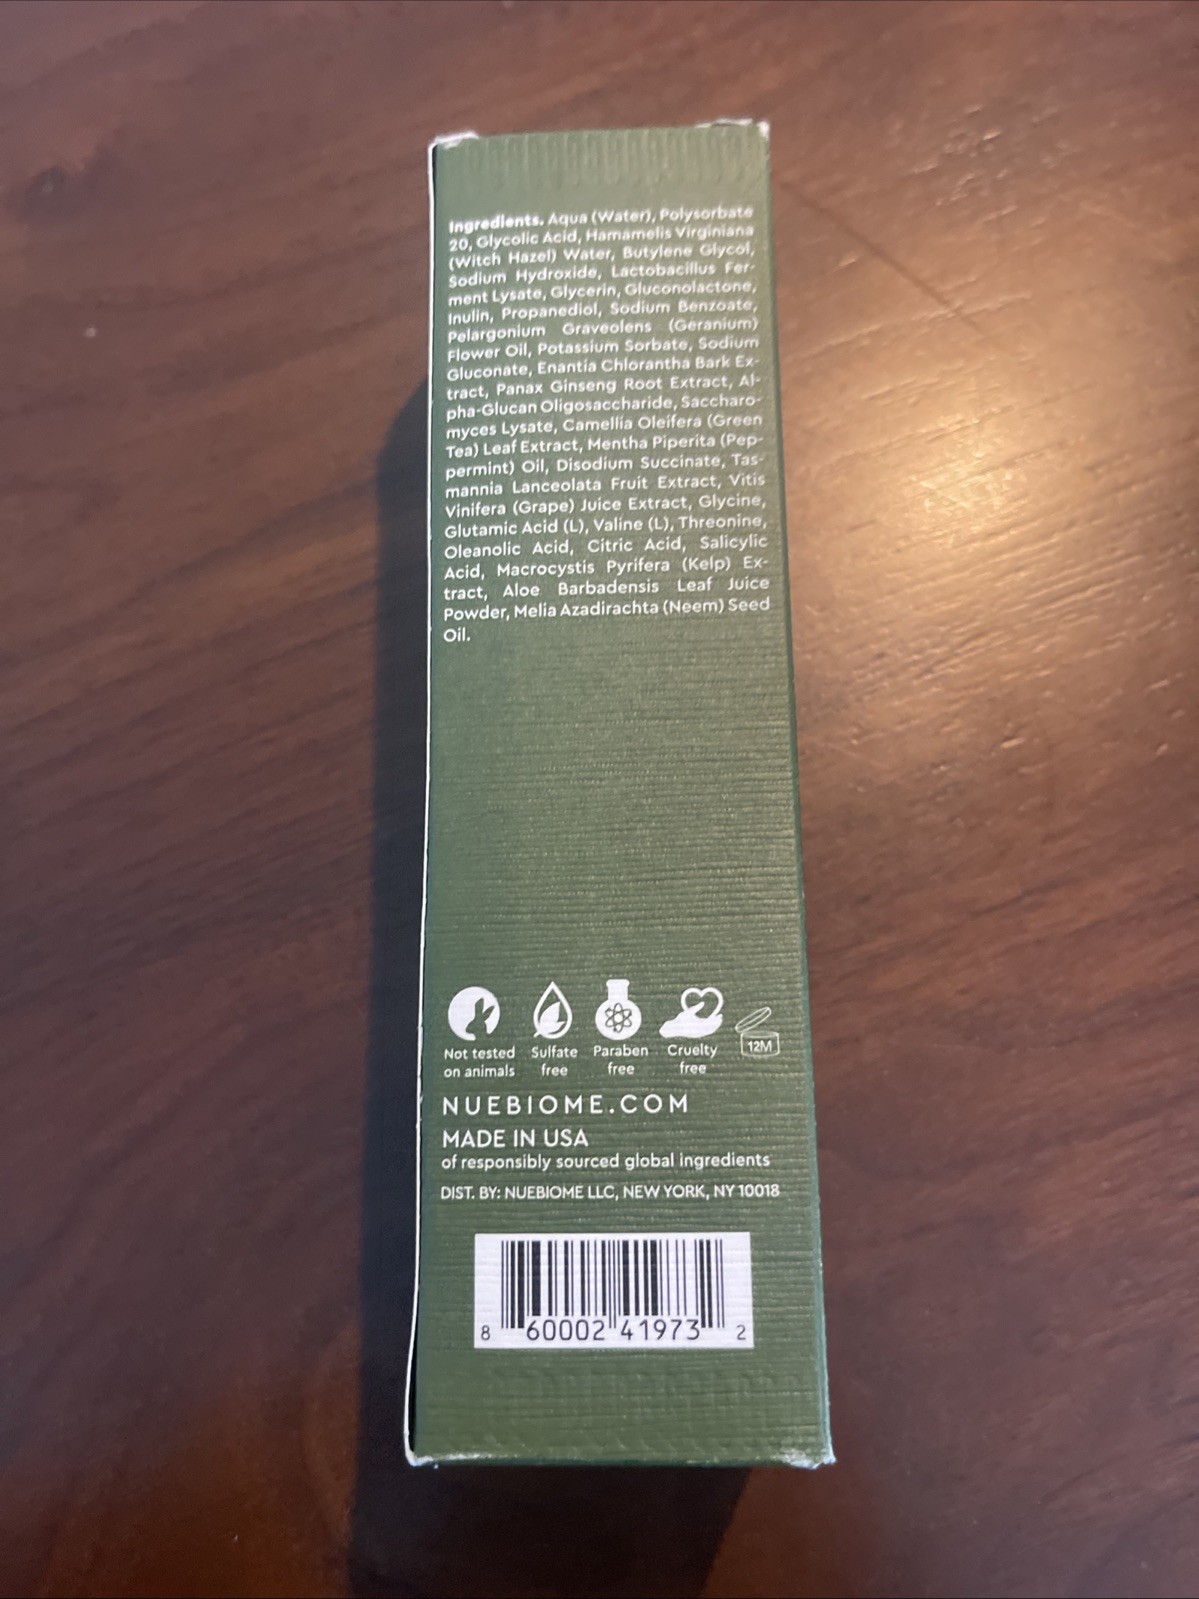 Ingredients. Aqua (Water), Polysorbate
20, Glycolic Acid, Hamamelis Virginiana
(Witch Hazel) Water, Butylene Glycol,
Sodium Hydroxide, Lactobacillus Fer-
ment Lysate, Glycerin, Gluconolactone,
Inulin, Propanediol, Sodium Benzoate,
Pelargonium Graveolens (Geranium)
Flower Oil, Potassium Sorbate, Sodium
Gluconate, Enantia Chlorantha Bark Ex-
tract, Panax Ginseng Root Extract, Al-
pha-Glucan Oligosaccharide, Saccharo-
myces Lysate, Camellia Oleifera (Green
Tea) Leaf Extract, Mentha Piperita (Pep-
permint) Oil, Disodium Succinate, Tas-
mannia Lanceolata Fruit Extract, Vitis
Vinifera (Grape) Juice Extract, Glycine,
Glutamic Acid (L), Valine (L), Threonine,
Oleanolic Acid, Citric Acid, Salicylic
Acid, Macrocystis Pyrifera (Kelp) Ex-
tract, Aloe Barbadensis Leaf Juice
Powder, Melia Azadirachta (Neem) Seed
Oil.
Not tested
on animals
Sulfate
free
Paraben
free
Cruelty
free
12M
NUEBIOME.COM
MADE IN USA
of responsibly sourced global ingredients
DIST. BY: NUEBIOME LLC, NEW YORK, NY 10018
8 60002 41973 2